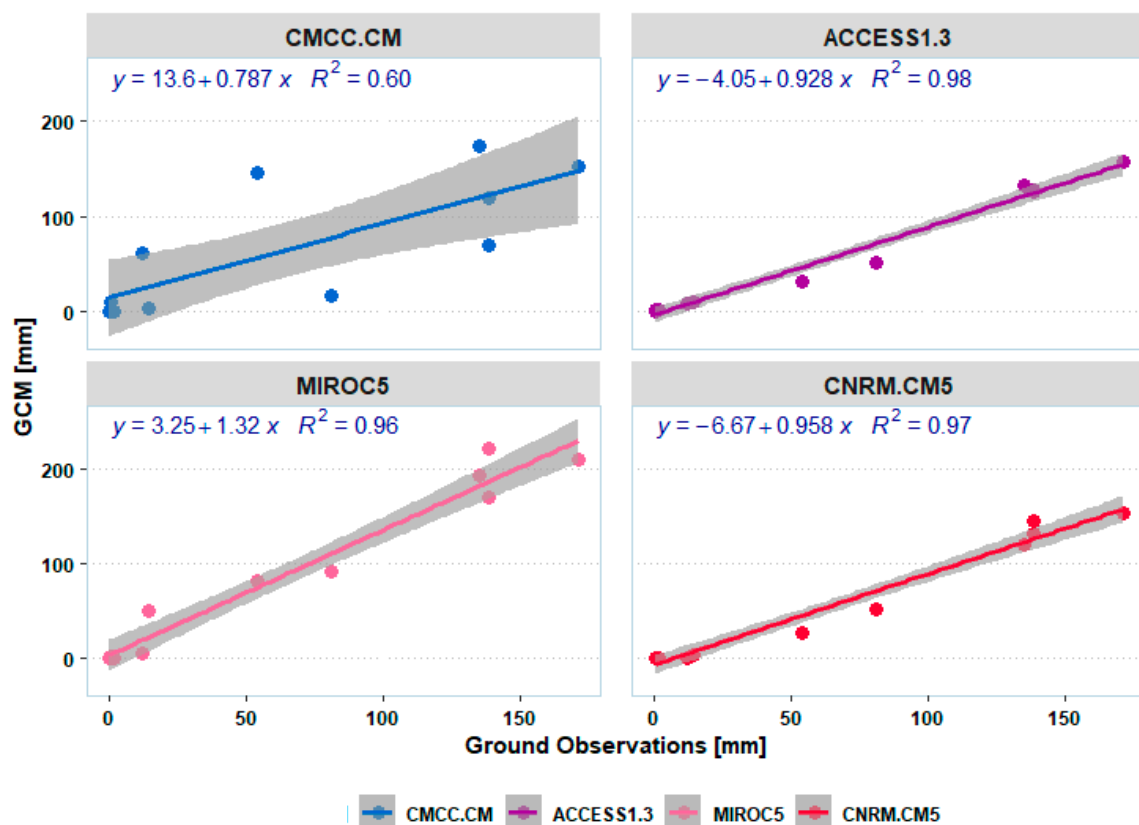 CMCC.CM
ACCESS1.3
y = 13.6 + 0.787 x R² = 0.60
y = −4.05 + 0.928 x R² = 0.98
200
100
0
MIROC5
CNRM.CM5
y = 3.25 + 1.32 x R² = 0.96
y = −6.67 + 0.958 x R² = 0.97
200
100
0
GCM [mm]
0 50 100 150 0 50 100 150
Ground Observations [mm]
CMCC.CM ACCESS1.3 MIROC5 CNRM.CM5